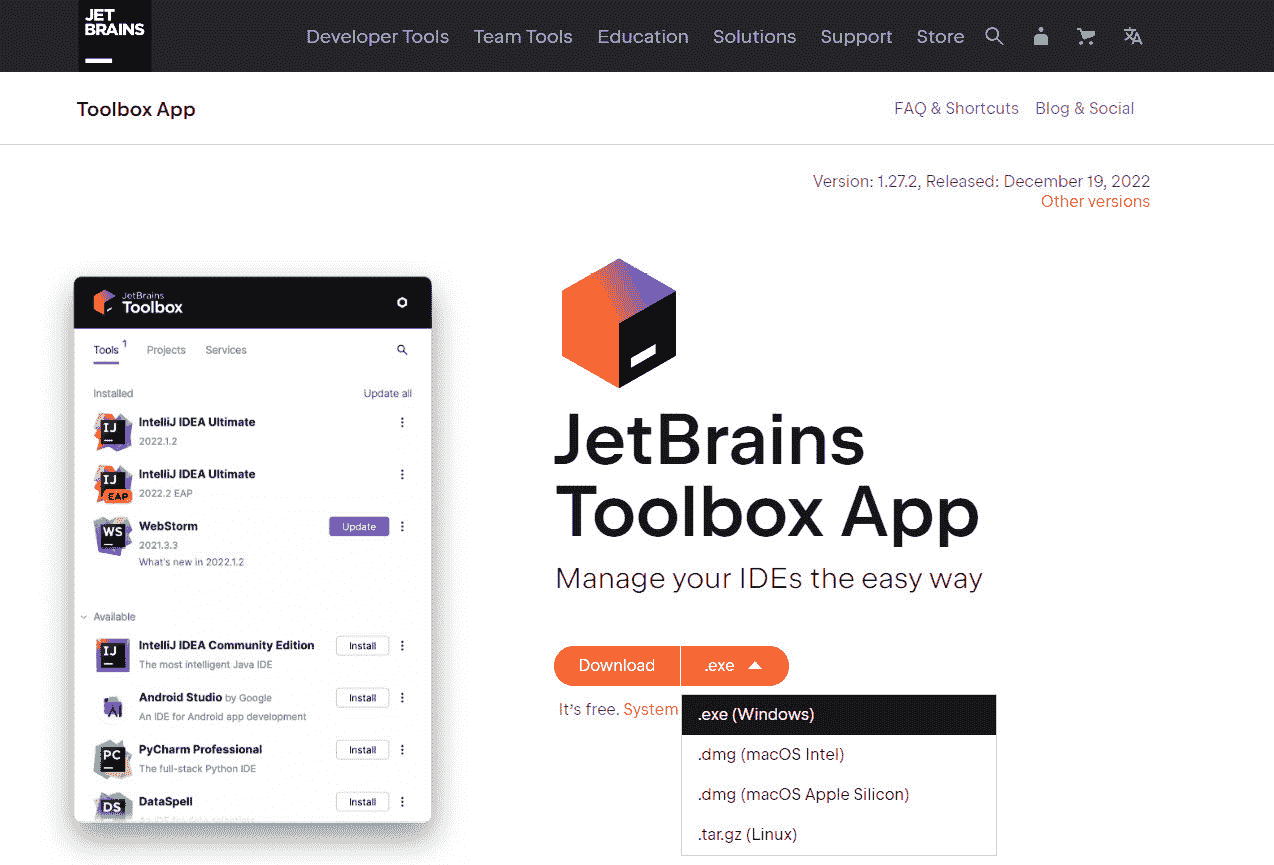 JET
BRAINS
Developer Tools Team Tools Education Solutions Support Store
Toolbox App
FAQ & Shortcuts Blog & Social
Version: 1.27.2, Released: December 19, 2022
Other versions
JetBrains
Toolbox
Tools 1 Projects Services
Installed Update all
IJ
IntelliJ IDEA Ultimate
2022.1.2
IJ
EAP
IntelliJ IDEA Ultimate
2022.2 EAP
WS
WebStorm
Update
2021.3.3
What's new in 2022.1.2
Available
IJ
IntelliJ IDEA Community Edition
Install
The most intelligent Java IDE
Android Studio by Google
Install
An IDE for Android app development
PC
PyCharm Professional
Install
The full-stack Python IDE
DS
DataSpell
Install
JetBrains
Toolbox App
Manage your IDEs the easy way
Download .exe
It's free. System
.exe (Windows)
.dmg (macOS Intel)
.dmg (macOS Apple Silicon)
.tar.gz (Linux)